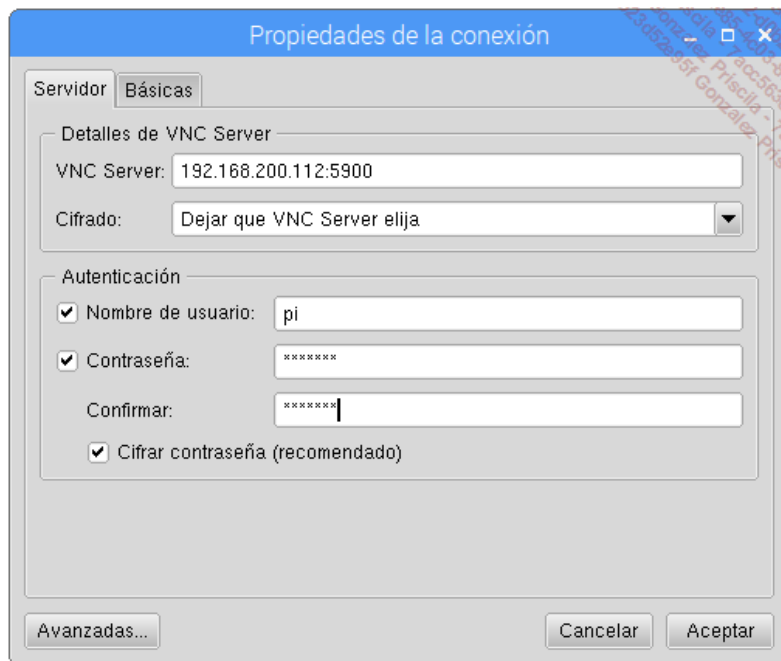 Propiedades de la conexión
Servidor
Básicas
Detalles de VNC Server
VNC Server: 192.168.200.112:5900
Cifrado: Dejar que VNC Server elija
Autenticación
Nombre de usuario: pi
Contraseña: *******
Confirmar: *******
Cifrar contraseña (recomendado)
Avanzadas...
Cancelar
Aceptar